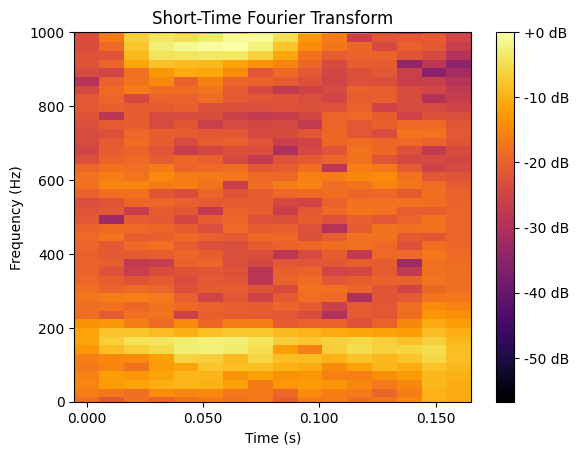 Short-Time Fourier Transform
1000
800
600
400
200
0
Frequency (Hz)
0.000
0.050
0.100
0.150
Time (s)
+0 dB
-10 dB
-20 dB
-30 dB
-40 dB
-50 dB